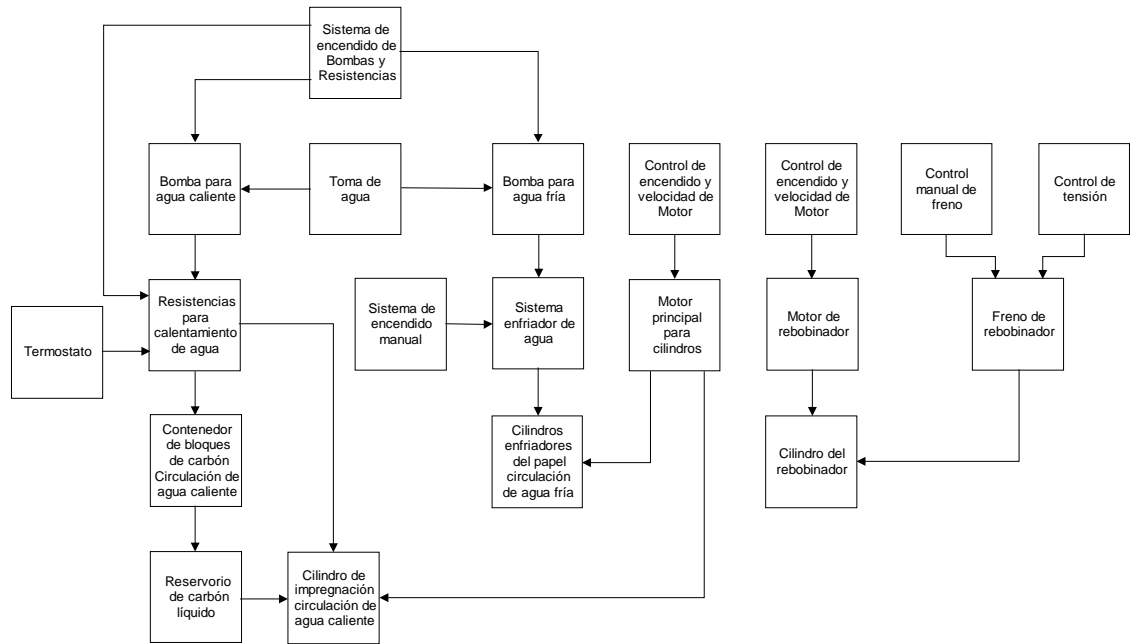 Sistema de
encendido de
Bombas y
Resistencias
Bomba para
agua caliente
Toma de
agua
Bomba para
agua fría
Control de
encendido y
velocidad de
Motor
Control de
encendido y
velocidad de
Motor
Control
manual de
freno
Control de
tensión
Termostato
Resistencias
para
calentamiento
de agua
Sistema de
encendido
manual
Sistema
enfriador de
agua
Motor
principal
para
cilindros
Motor de
rebobinador
Freno de
rebobinador
Contenedor
de bloques
de carbón
Circulación de
agua caliente
Cilindros
enfriadores
del papel
circulación
de agua fría
Cilindro del
rebobinador
Reservorio
de carbón
líquido
Cilindro de
impregnación
circulación de
agua caliente